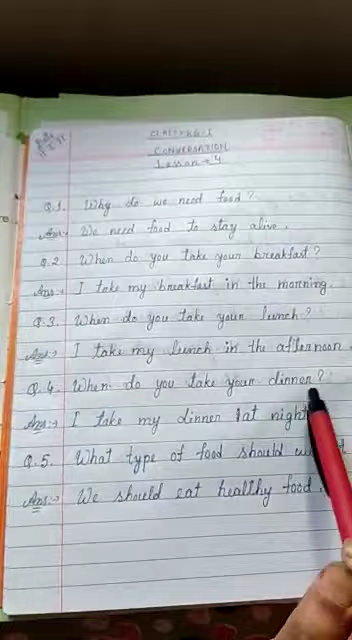 CLASS-KG-I
CONVERSATION
Lesson → 4
Q.1. Why do we need food?
Ans:→ We need food to stay alive.
Q.2 When do you take your breakfast?
Ans:→ I take my breakfast in the morning.
Q.3. When do you take your lunch?
Ans:→ I take my lunch in the afternoon.
Q.4. When do you take your dinner?
Ans:→ I take my dinner at night
Q.5. What type of food should
Ans:→ We should eat healthy food.